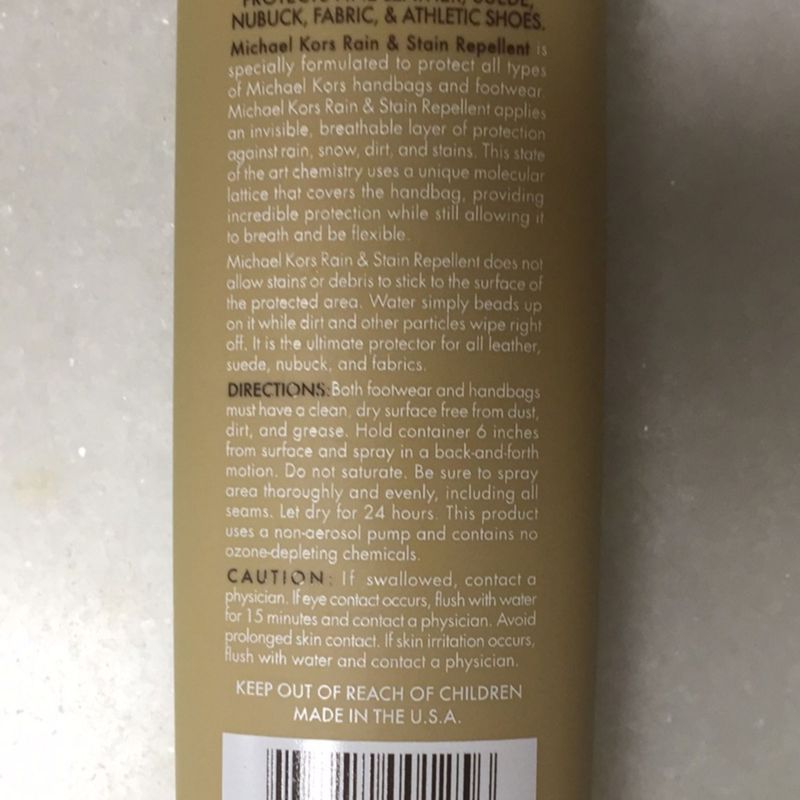 PROTECTS FINE LEATHER, SUEDE,
NUBUCK, FABRIC, & ATHLETIC SHOES.
Michael Kors Rain & Stain Repellent is
specially formulated to protect all types
of Michael Kors handbags and footwear.
Michael Kors Rain & Stain Repellent applies
an invisible, breathable layer of protection
against rain, snow, dirt, and stains. This state
of the art chemistry uses a unique molecular
lattice that covers the handbag, providing
incredible protection while still allowing it
to breath and be flexible.
Michael Kors Rain & Stain Repellent does not
allow stains or debris to stick to the surface of
the protected area. Water simply beads up
on it while dirt and other particles wipe right
off. It is the ultimate protector for all leather,
suede, nubuck, and fabrics.
DIRECTIONS: Both footwear and handbags
must have a clean, dry surface free from dust,
dirt, and grease. Hold container 6 inches
from surface and spray in a back-and-forth
motion. Do not saturate. Be sure to spray
area thoroughly and evenly, including all
seams. Let dry for 24 hours. This product
uses a non-aerosol pump and contains no
ozone-depleting chemicals.
CAUTION: If swallowed, contact a
physician. If eye contact occurs, flush with water
for 15 minutes and contact a physician. Avoid
prolonged skin contact. If skin irritation occurs,
flush with water and contact a physician.
KEEP OUT OF REACH OF CHILDREN
MADE IN THE U.S.A.